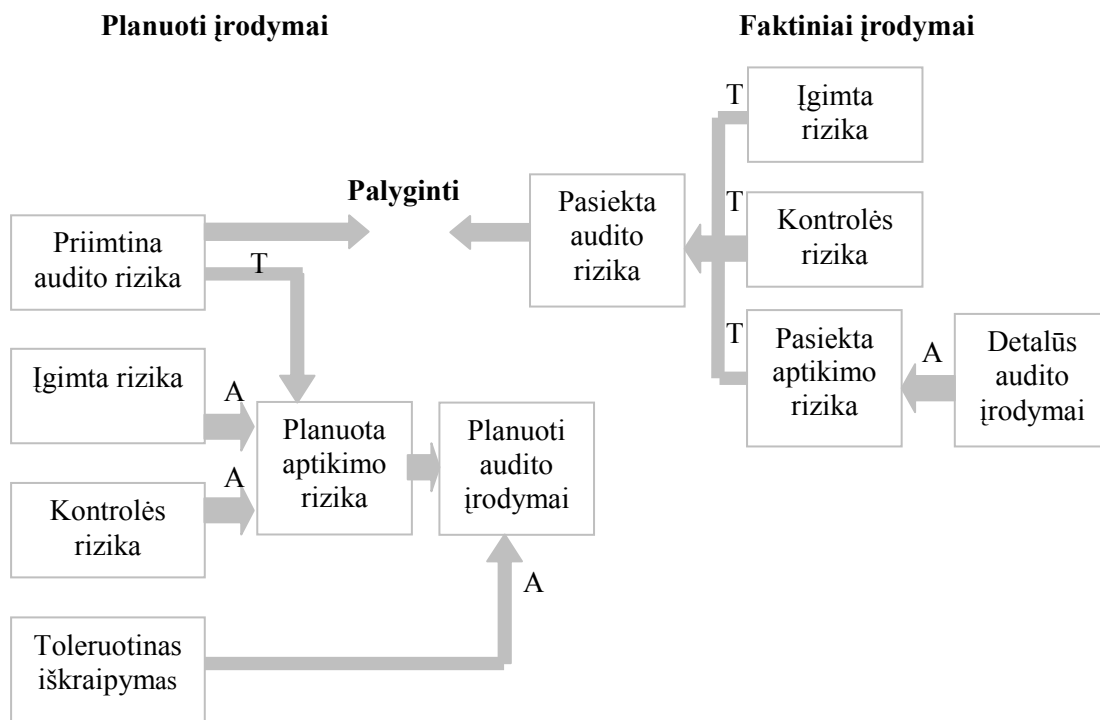 Planuoti įrodymai
Faktiniai įrodymai
T
Įgimta
rizika
Palyginti
Pasiekta
audito
rizika
T
Kontrolės
rizika
Priimtina
audito rizika
T
T
Pasiekta
aptikimo
rizika
A
Detalūs
audito
įrodymai
Įgimta rizika
A
Planuota
aptikimo
rizika
Planuoti
audito
įrodymai
A
Kontrolės
rizika
A
Toleruotinas
iškraipymas